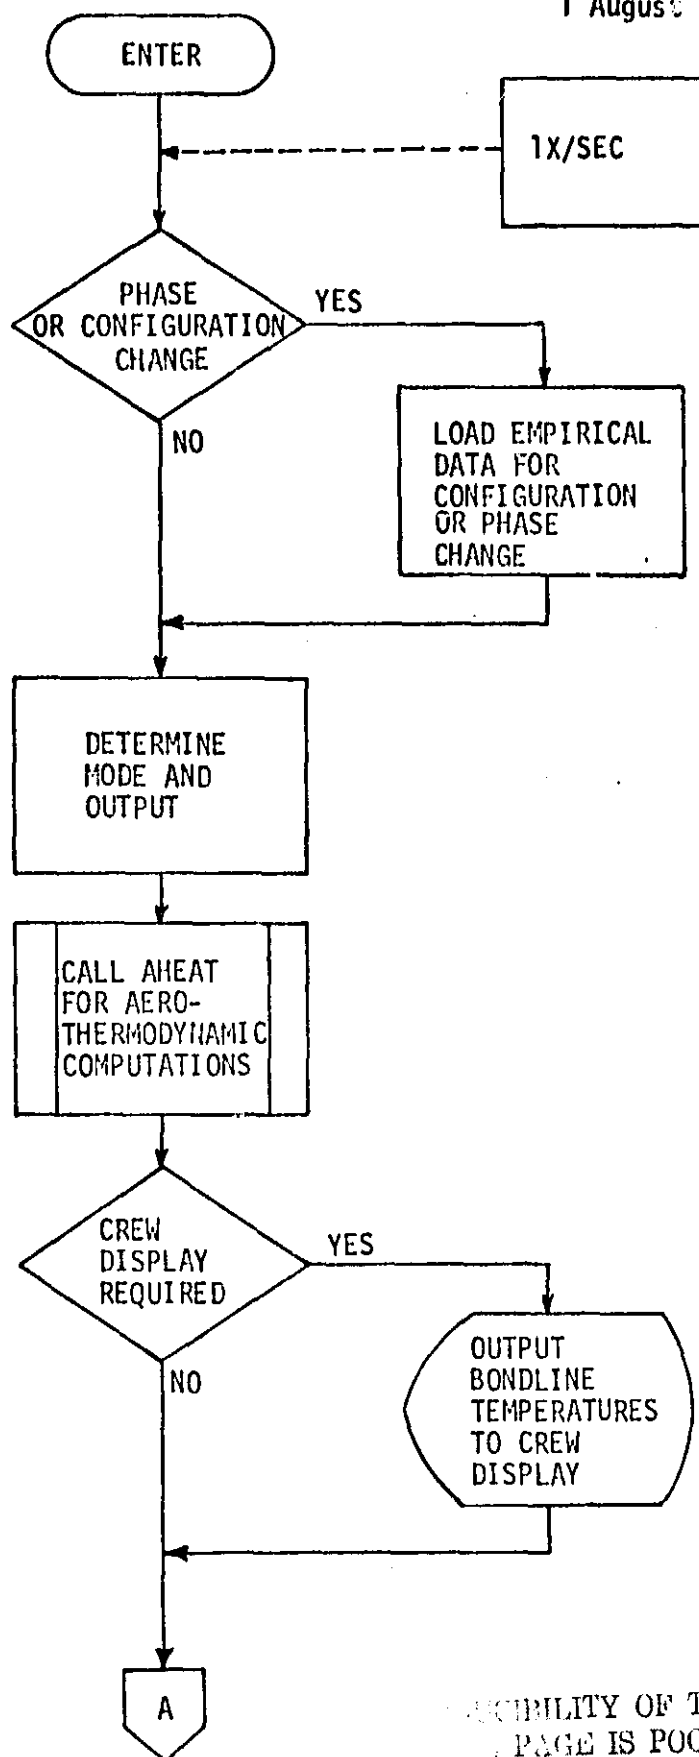 1 August
ENTER
1X/SEC
PHASE
OR CONFIGURATION
CHANGE
YES
NO
LOAD EMPIRICAL
DATA FOR
CONFIGURATION
OR PHASE
CHANGE
DETERMINE
MODE AND
OUTPUT
CALL AHEAT
FOR AERO-
THERMODYNAMIC
COMPUTATIONS
CREW
DISPLAY
REQUIRED
YES
NO
OUTPUT
BONDLINE
TEMPERATURES
TO CREW
DISPLAY
A
OF
PAGE IS